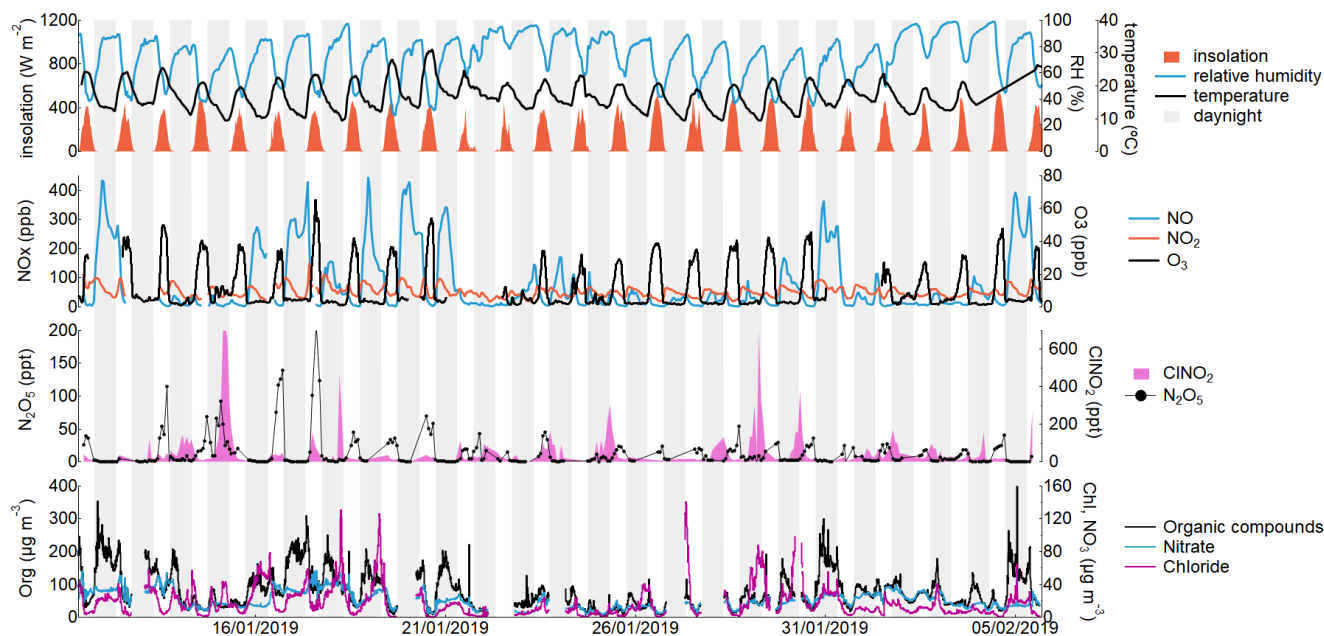 insolation (W m-2)
1200
800
600
400
200
0
100
80
60
40
20
0
RH (%)
40
30
20
10
0
temperature (ºC)
insolation
relative humidity
temperature
daynight
NOx (ppb)
400
300
200
100
0
80
60
40
20
0
O3 (ppb)
NO
NO2
O3
N2O5 (ppt)
200
150
100
50
0
600
400
200
0
ClNO2 (ppt)
ClNO2
N2O5
Org (µg m-3)
400
300
200
100
0
160
120
80
40
0
Chl, NO3 (µg m-3)
Organic compounds
Nitrate
Chloride
16/01/2019
21/01/2019
26/01/2019
31/01/2019
05/02/2019